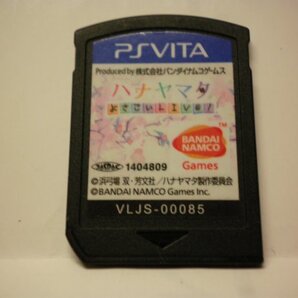 PSVITA
Produced by 株式会社バンダイナムコゲームス
ハナヤマタ
よさこいLIVE!
BANDAI
NAMCO
Games
1404809
©浜弓場 双・芳文社/ハナヤマタ製作委員会
©BANDAI NAMCO Games Inc.
VLJS-00085